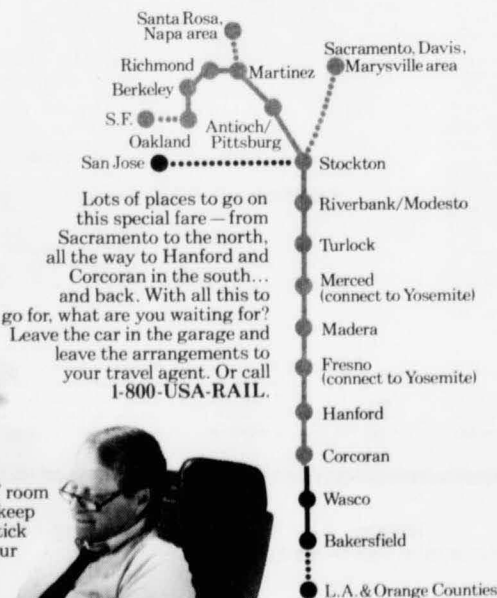 Santa Rosa,
Napa area
Sacramento, Davis,
Marysville area
Richmond
Martinez
Berkeley
S.F.
Oakland
Antioch/
Pittsburg
San Jose
Stockton
Lots of places to go on
this special fare — from
Sacramento to the north,
all the way to Hanford and
Corcoran in the south...
and back. With all this to
go for, what are you waiting for?
Leave the car in the garage and
leave the arrangements to
your travel agent. Or call
1-800-USA-RAIL.
Riverbank/Modesto
Turlock
Merced
(connect to Yosemite)
Madera
Fresno
(connect to Yosemite)
Hanford
Corcoran
Wasco
Bakersfield
L.A. & Orange Counties
room
keep
tick
ur